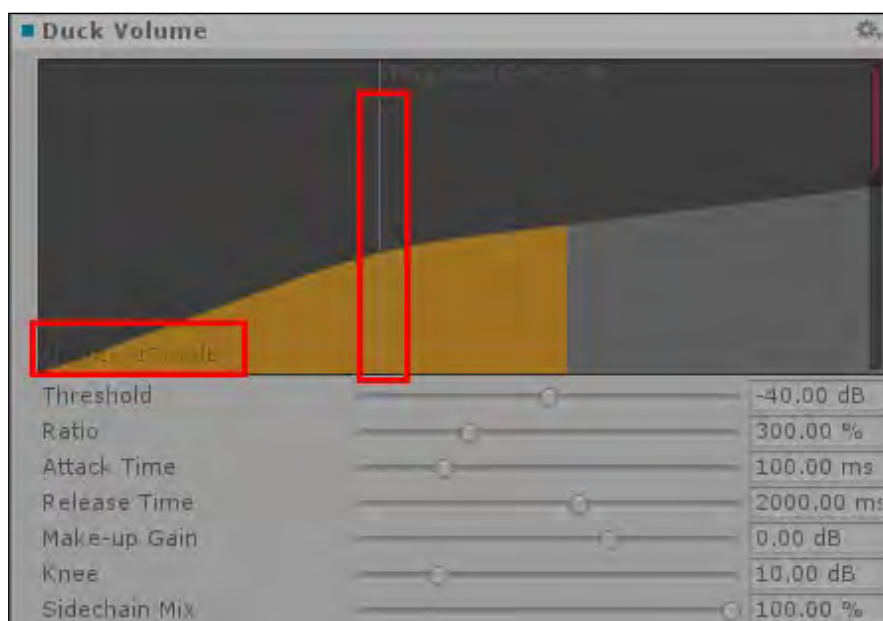 Duck Volume
Threshold -40.00 dB
Ratio 300.00 %
Attack Time 100.00 ms
Release Time 2000.00 ms
Make-up Gain 0.00 dB
Knee 10.00 dB
Sidechain Mix 100.00 %